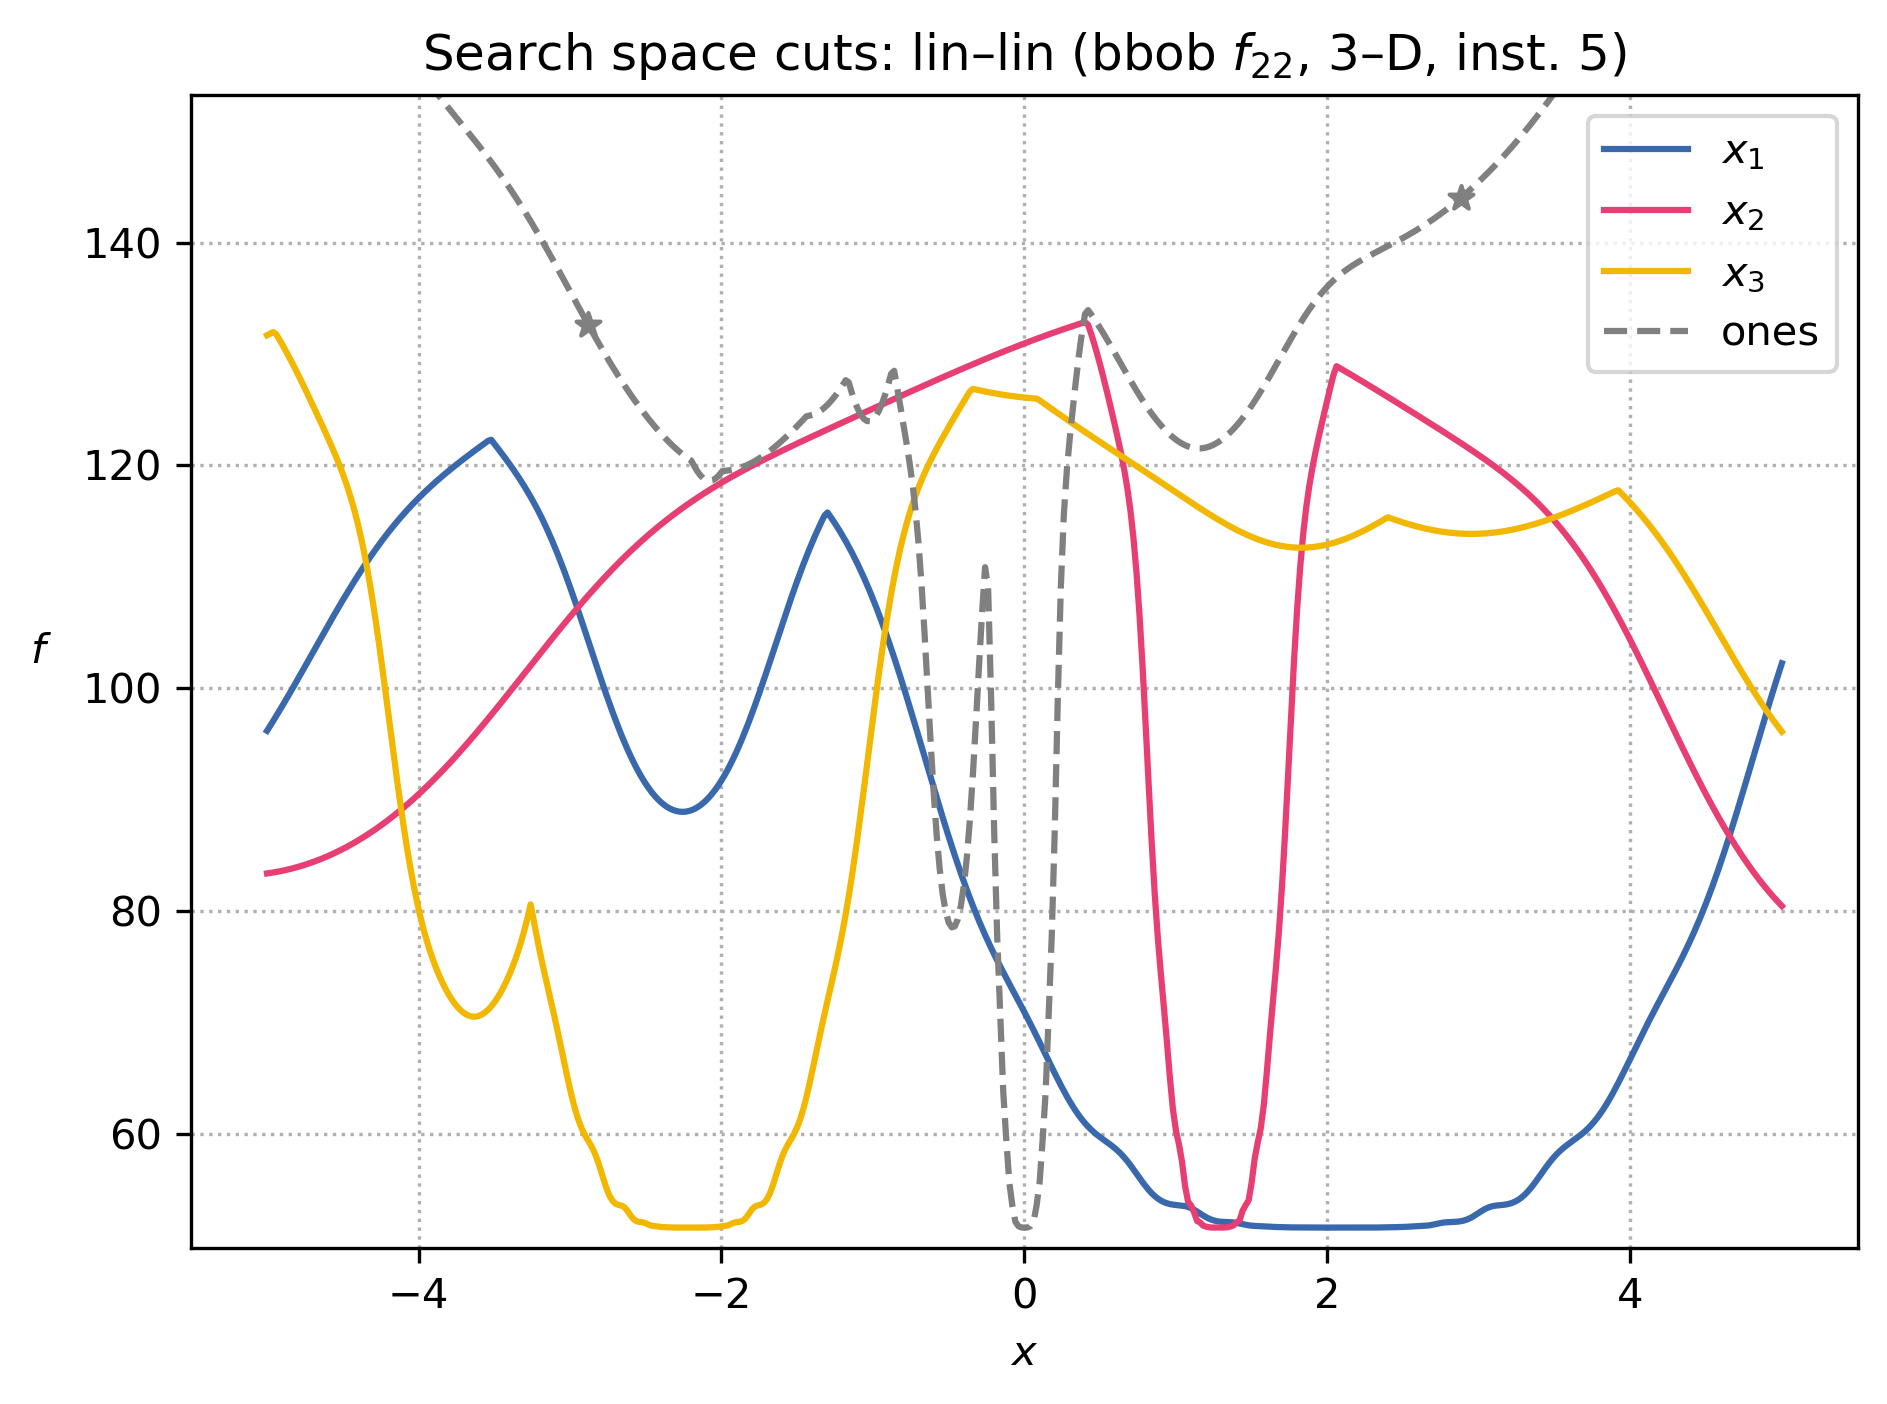 Search space cuts: lin–lin (bbob f₂₂, 3–D, inst. 5)
x₁
x₂
x₃
ones
140
120
100
80
60
f
−4
−2
0
2
4
x